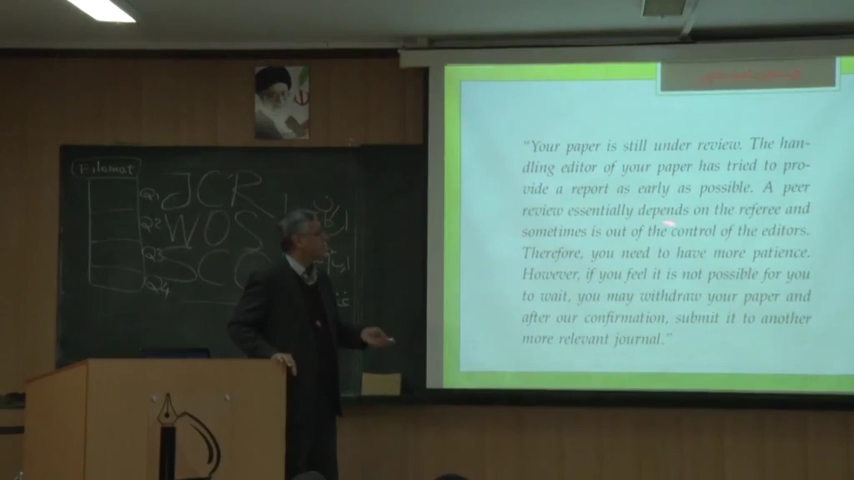 Filomat
Q1
Q2
Q3
Q4
JCR
WOS
"Your paper is still under review. The han-
dling editor of your paper has tried to pro-
vide a report as early as possible. A peer
review essentially depends on the referee and
sometimes is out of the control of the editors.
Therefore, you need to have more patience.
However, if you feel it is not possible for you
to wait, you may withdraw your paper and
after our confirmation, submit it to another
more relevant journal."